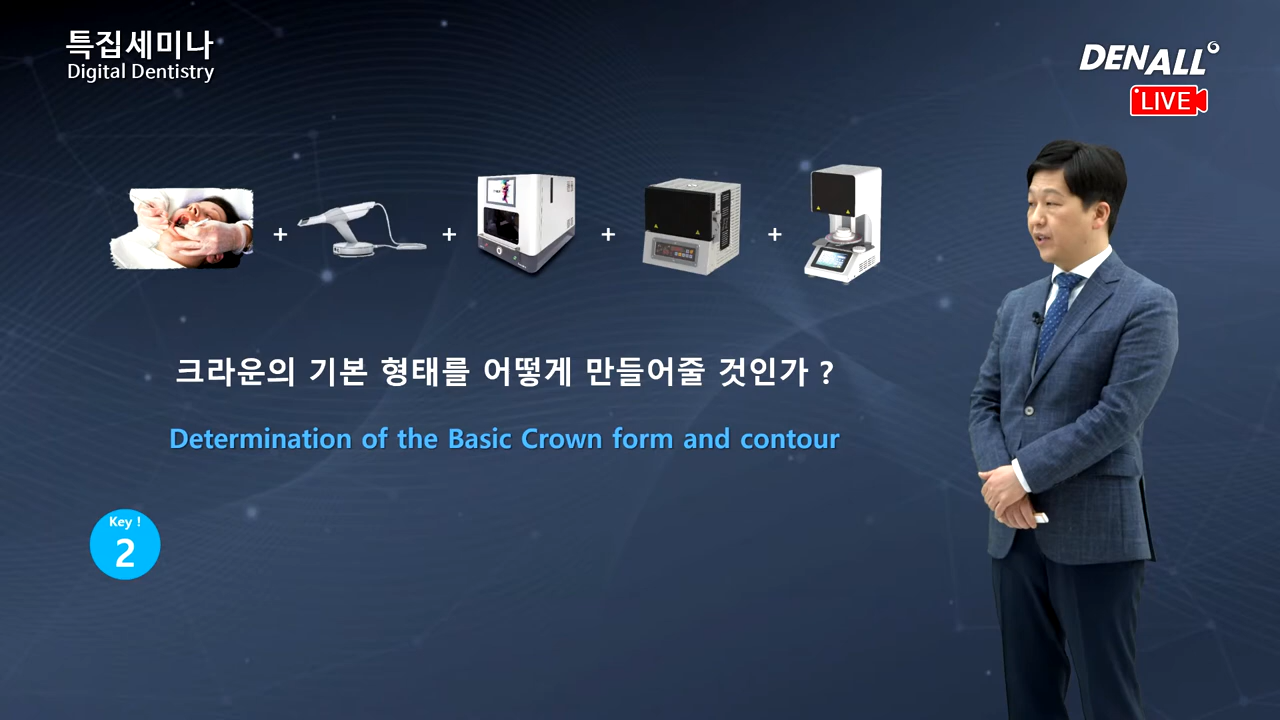 특집세미나
Digital Dentistry
DENALL
LIVE
+ + + +
크라운의 기본 형태를 어떻게 만들어줄 것인가 ?
Determination of the Basic Crown form and contour
Key !
2